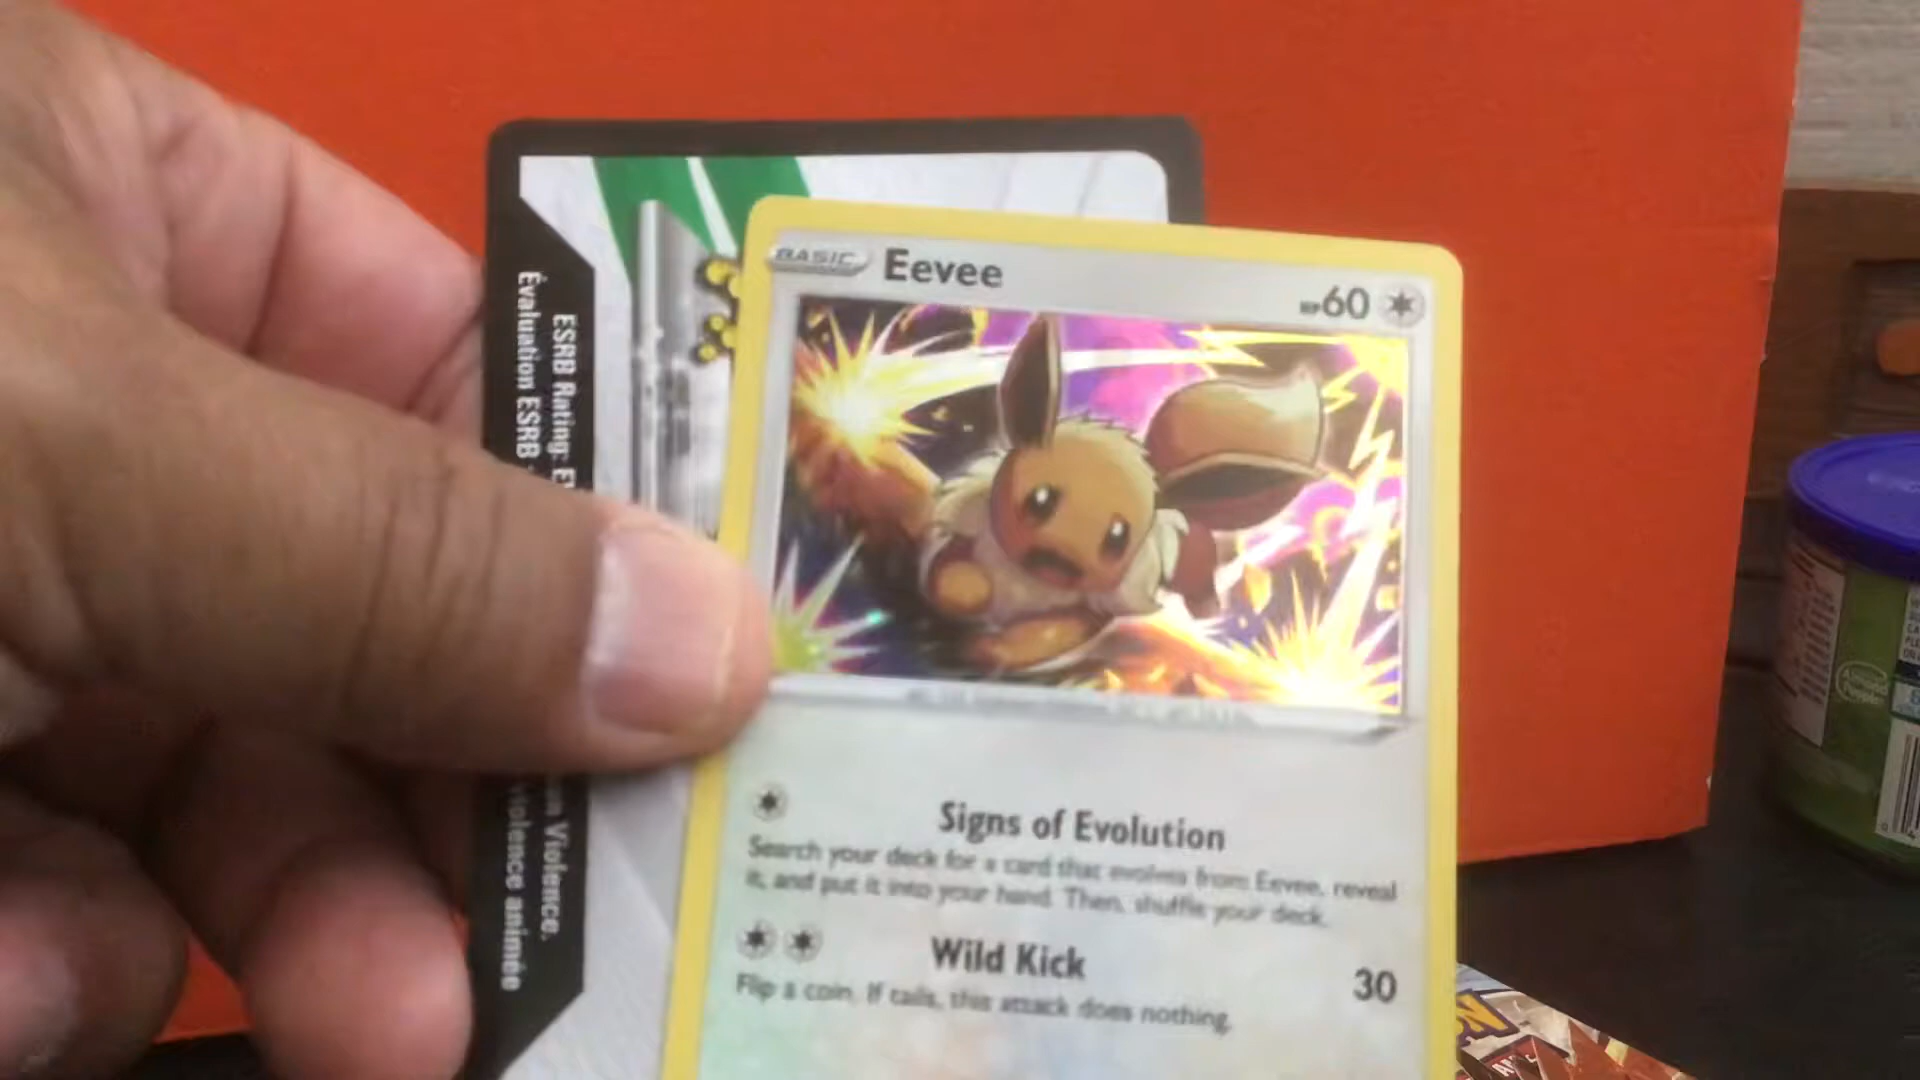 BASIC Eevee HP60
Signs of Evolution
Search your deck for a card that evolves from Eevee, reveal
it, and put it into your hand. Then, shuffle your deck.
Wild Kick 30
Flip a coin. If tails, this attack does nothing.
ESRB Rating:
Violence.
Évaluation ESRB
violence animée
Almond